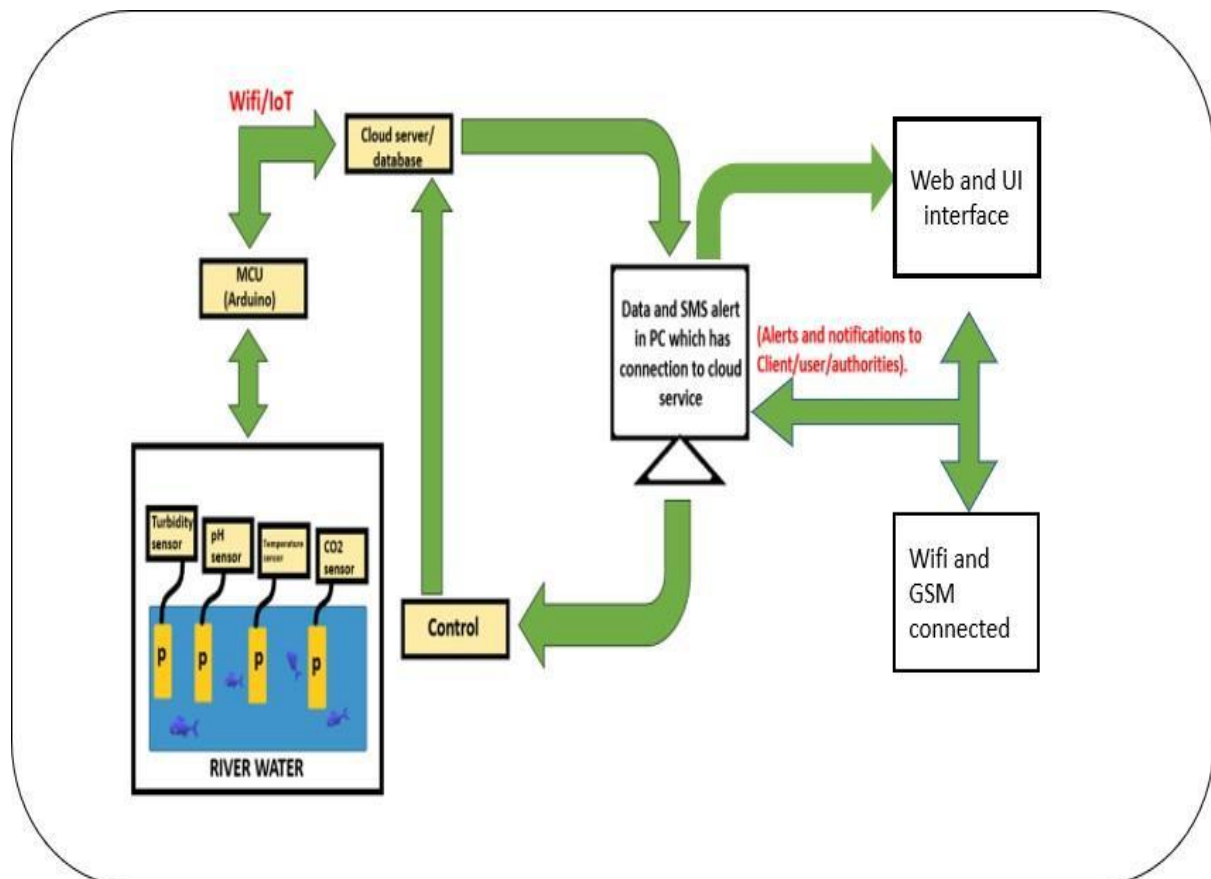 Wifi/IoT
Cloud server/
database
MCU
(Arduino)
Web and UI
interface
Data and SMS alert
in PC which has
connection to cloud
service
(Alerts and notifications to
Client/user/authorities).
Turbidity
sensor
pH
sensor
Temperature
sensor
CO2
sensor
P
P
P
P
RIVER WATER
Control
Wifi and
GSM
connected